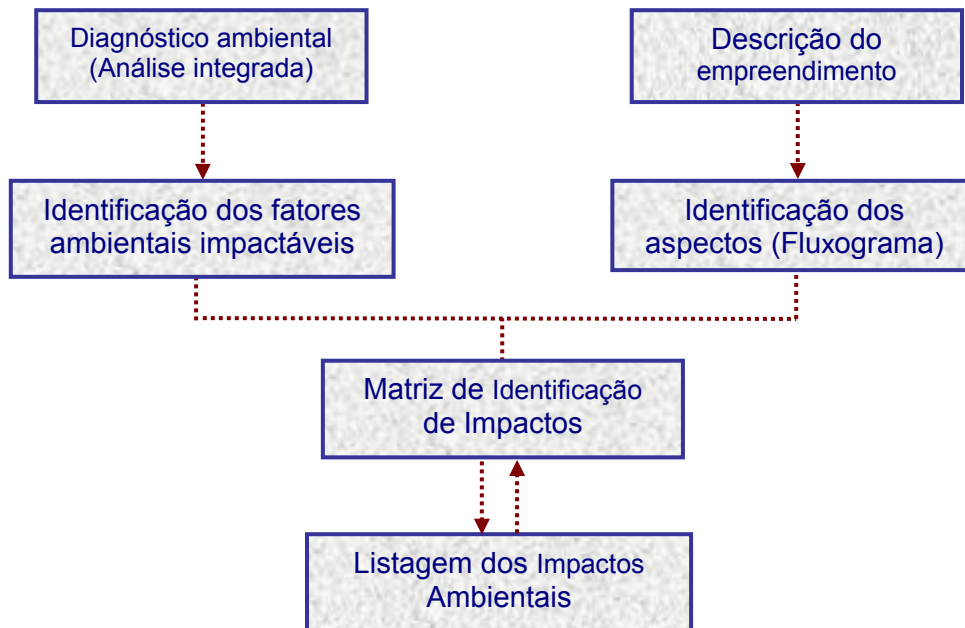 Diagnóstico ambiental
(Análise integrada)
Descrição do
empreendimento
Identificação dos fatores
ambientais impactáveis
Identificação dos
aspectos (Fluxograma)
Matriz de Identificação
de Impactos
Listagem dos Impactos
Ambientais